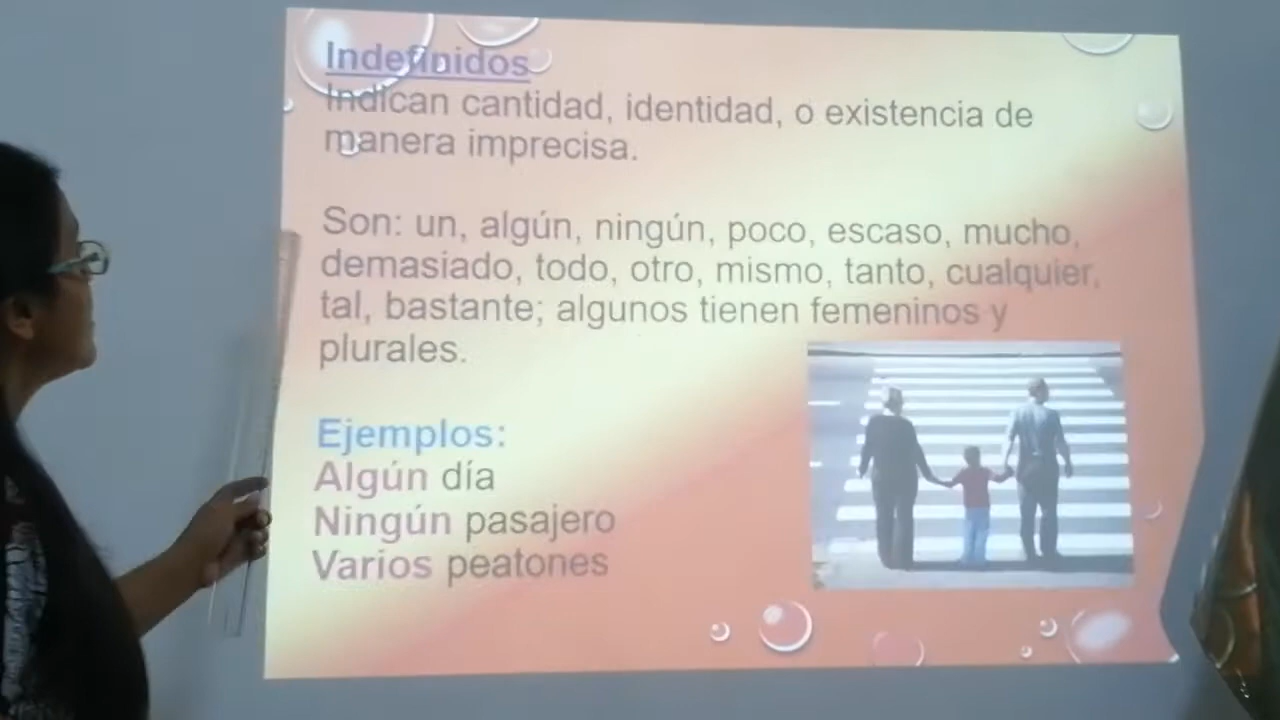 Indefinidos
Indican cantidad, identidad, o existencia de
manera imprecisa.
Son: un, algún, ningún, poco, escaso, mucho,
demasiado, todo, otro, mismo, tanto, cualquier,
tal, bastante; algunos tienen femeninos y
plurales.
Ejemplos:
Algún día
Ningún pasajero
Varios peatones